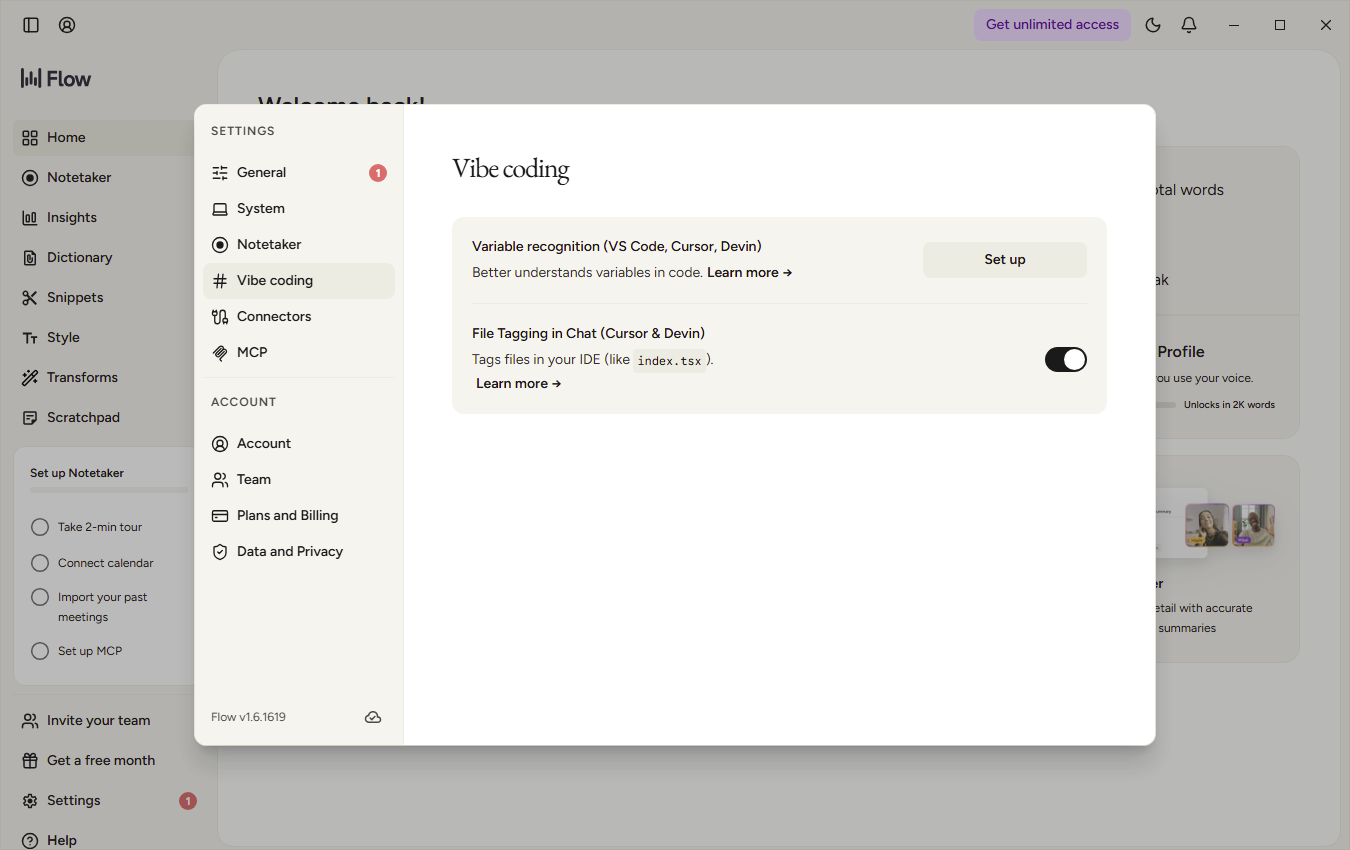 Get unlimited access
Flow
Home
Notetaker
Insights
Dictionary
Snippets
Style
Transforms
Scratchpad
Set up Notetaker
Take 2-min tour
Connect calendar
Import your past
meetings
Set up MCP
Invite your team
Get a free month
Settings
1
Help
Welcome back!
SETTINGS
General
1
System
Notetaker
Vibe coding
Connectors
MCP
ACCOUNT
Account
Team
Plans and Billing
Data and Privacy
Flow v1.6.1619
Vibe coding
Variable recognition (VS Code, Cursor, Devin)
Better understands variables in code. Learn more →
Set up
File Tagging in Chat (Cursor & Devin)
Tags files in your IDE (like index.tsx ).
Learn more →
otal words
ak
Profile
ou use your voice.
Unlocks in 2K words
er
etail with accurate
summaries